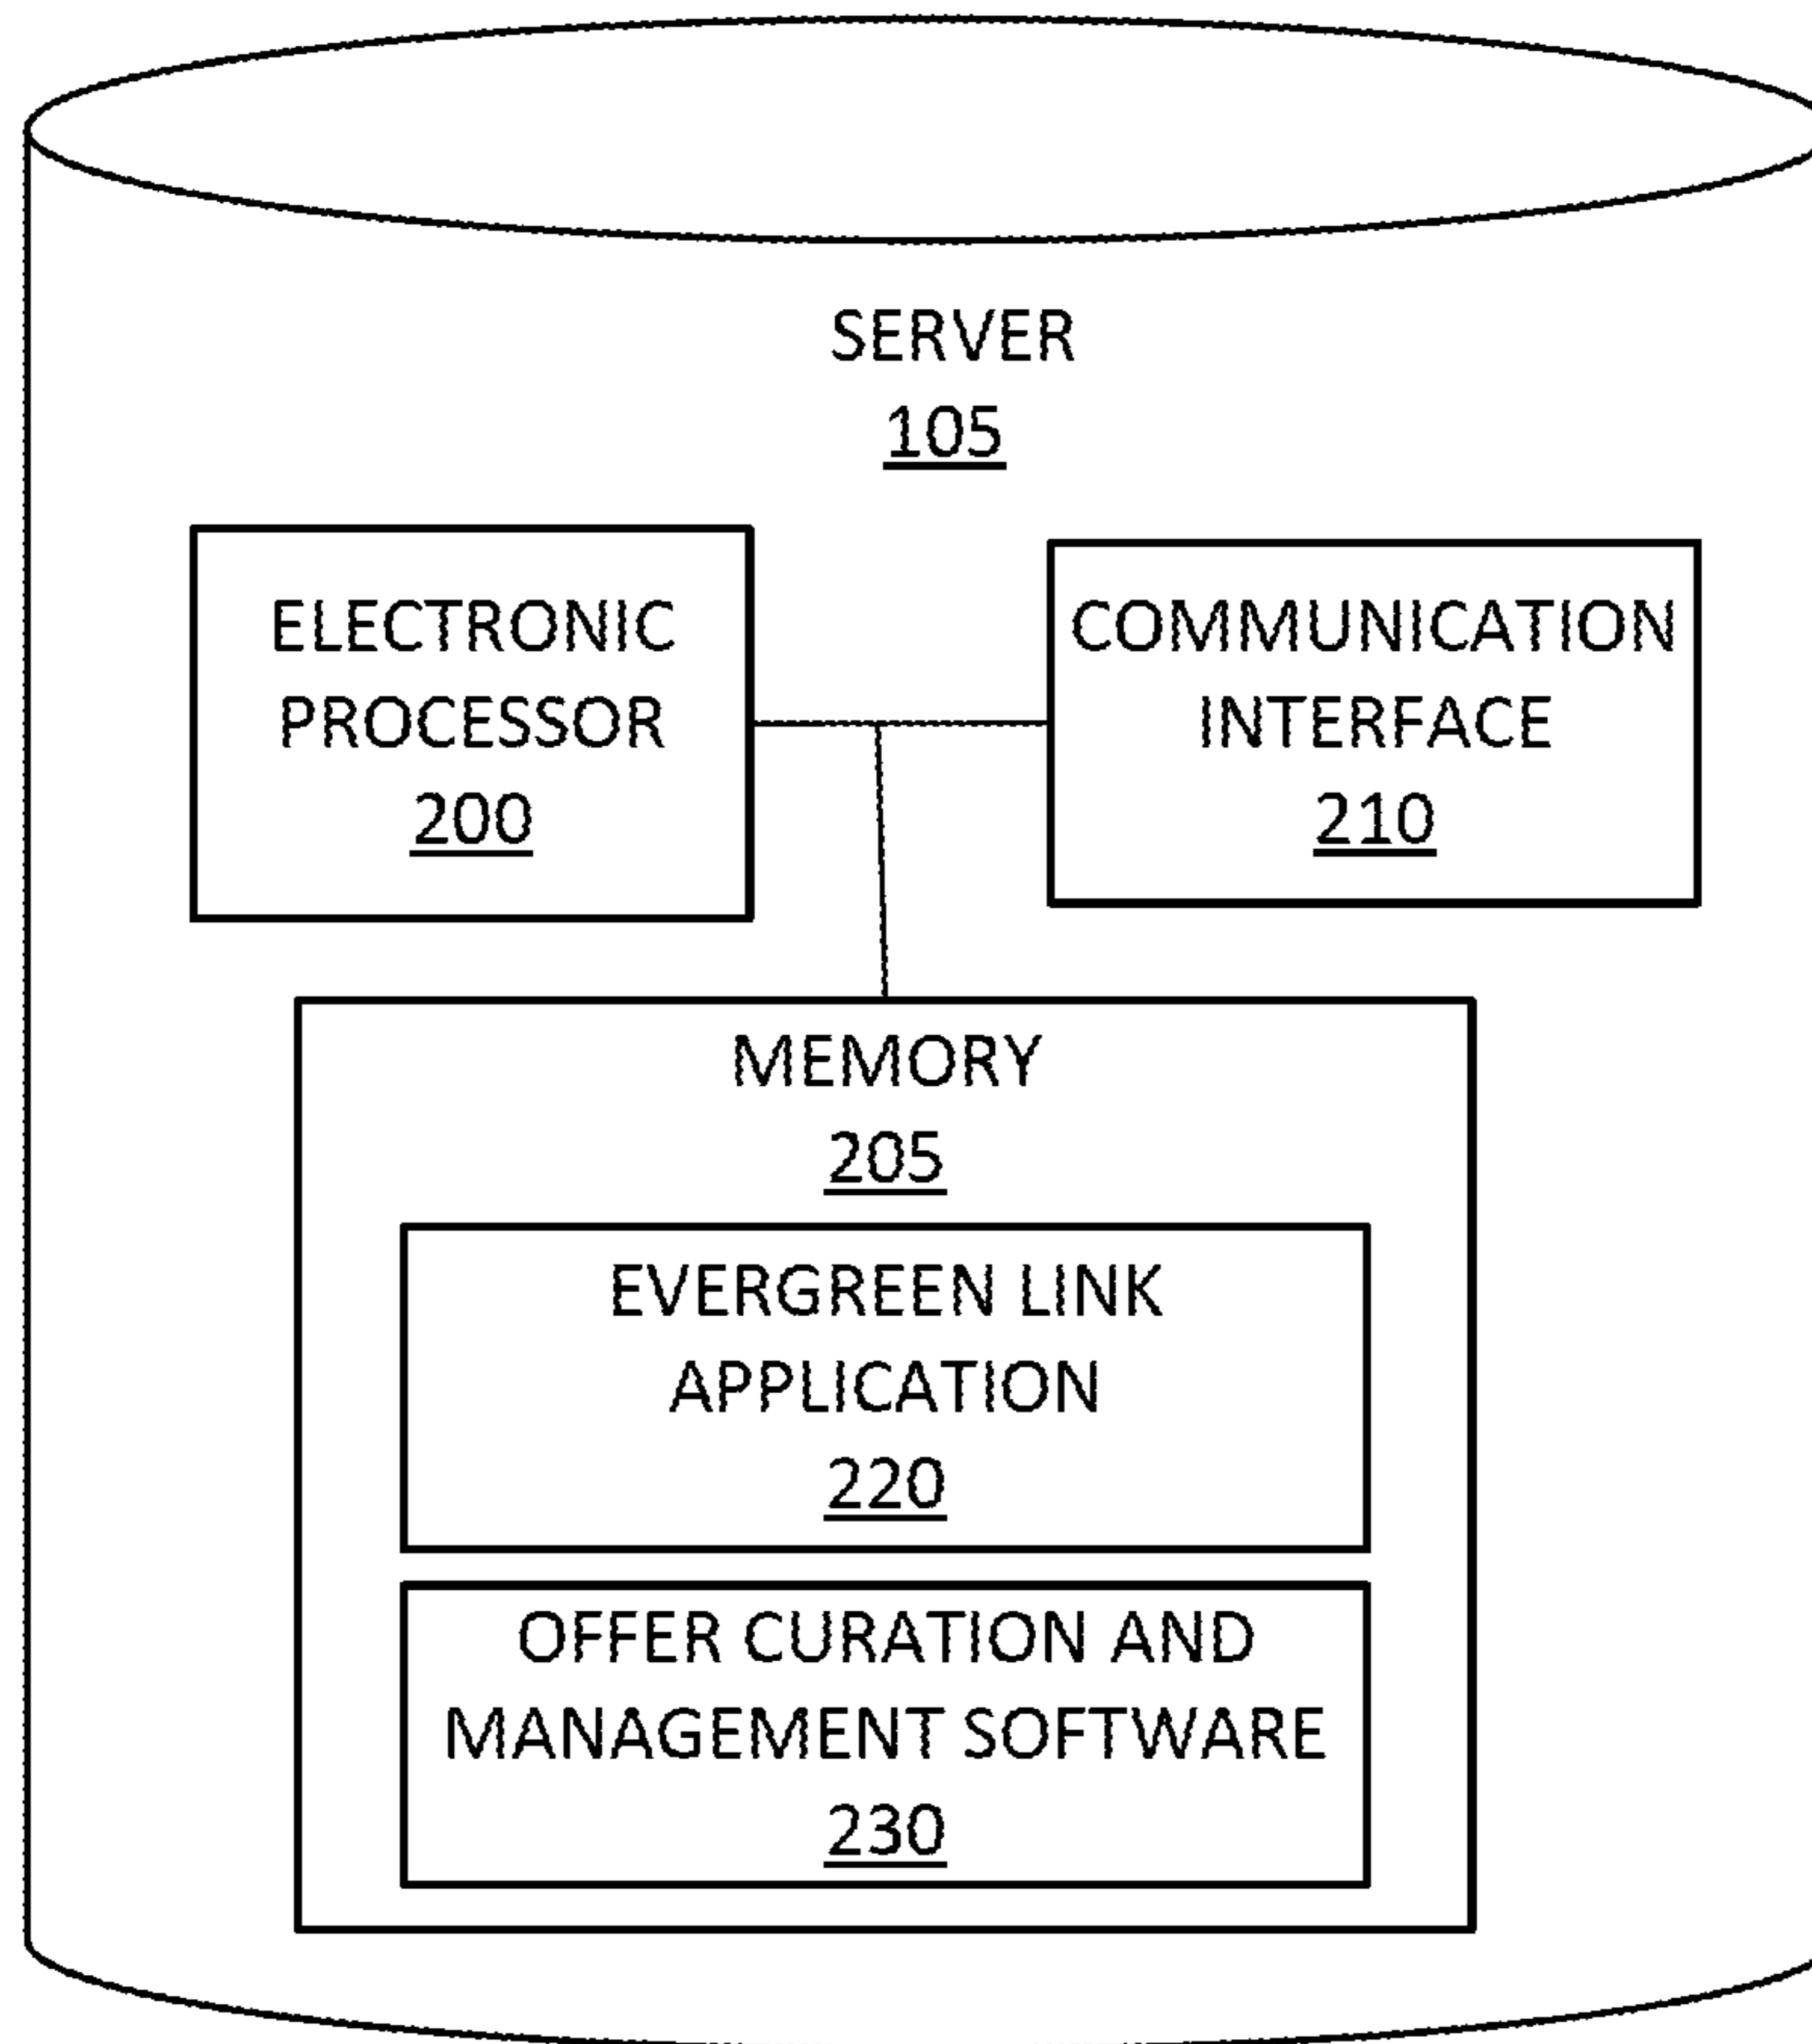 SERVER
105
ELECTRONIC
PROCESSOR
200
COMMUNICATION
INTERFACE
210
MEMORY
205
EVERGREEN LINK
APPLICATION
220
OFFER CURATION AND
MANAGEMENT SOFTWARE
230